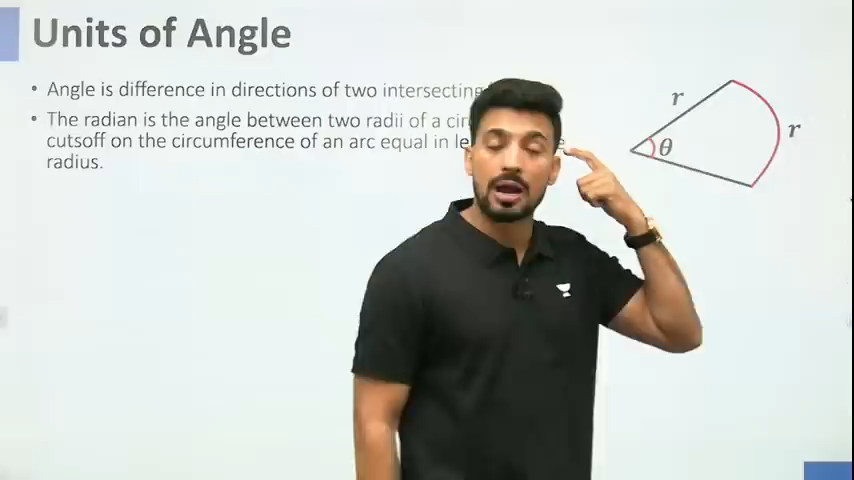 Units of Angle
• Angle is difference in directions of two intersecting
• The radian is the angle between two radii of a
cutsoff on the circumference of an arc equal in
radius.
r
r
θ